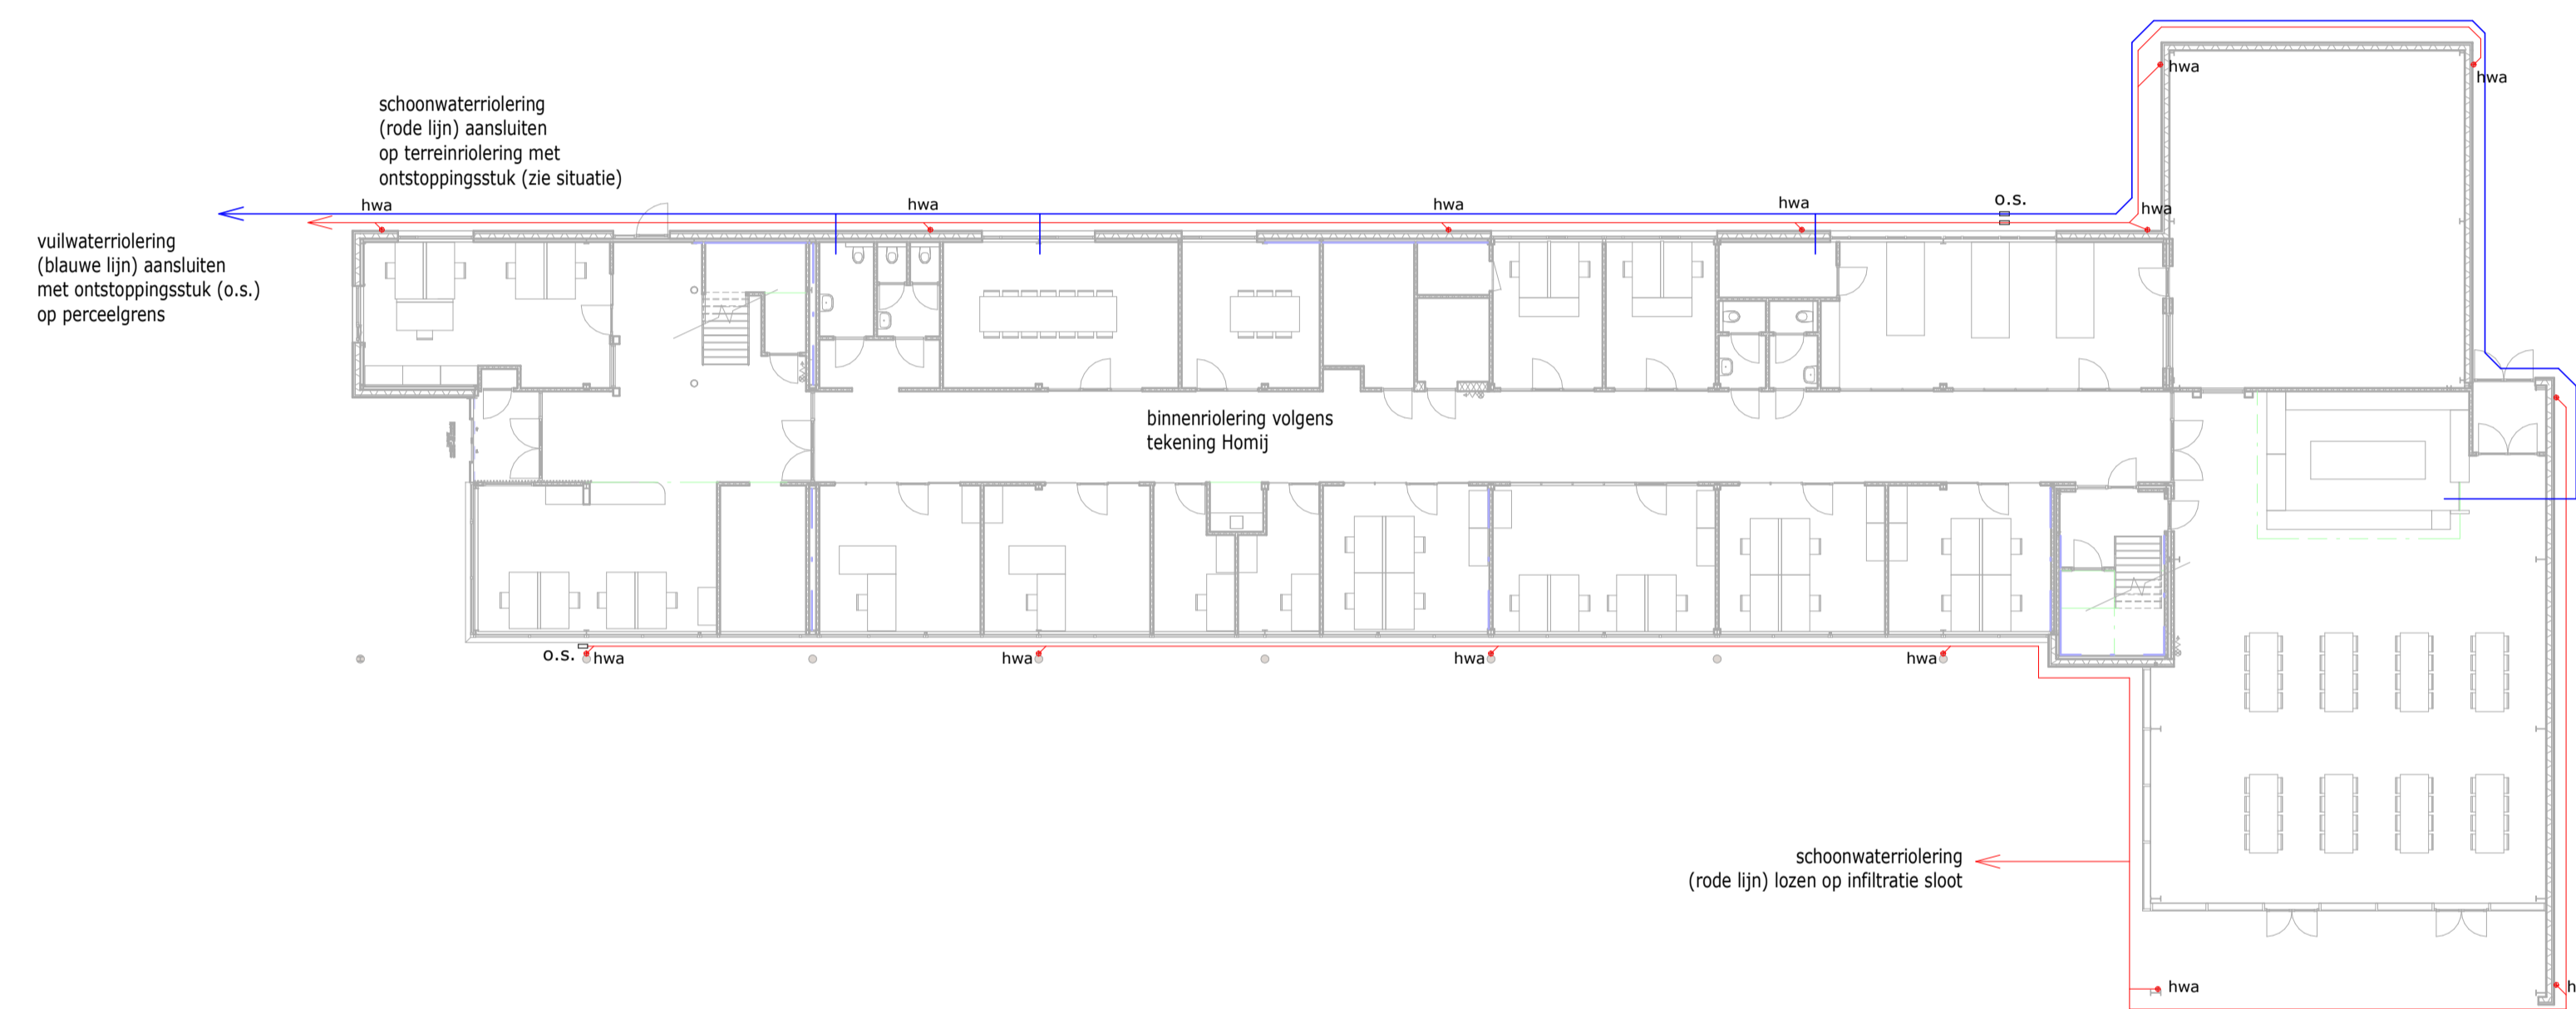 hwa
hwa
schoonwaterriolering
(rode lijn) aansluiten
op terreinriolering met
ontstoppingsstuk (zie situatie)
hwa
hwa
hwa
hwa
o.s.
hwa
vuilwaterriolering
(blauwe lijn) aansluiten
met ontstoppingsstuk (o.s.)
op perceelgrens
binnenriolering volgens
tekening Homij
o.s.
hwa
hwa
hwa
hwa
schoonwaterriolering
(rode lijn) lozen op infiltratie sloot
hwa